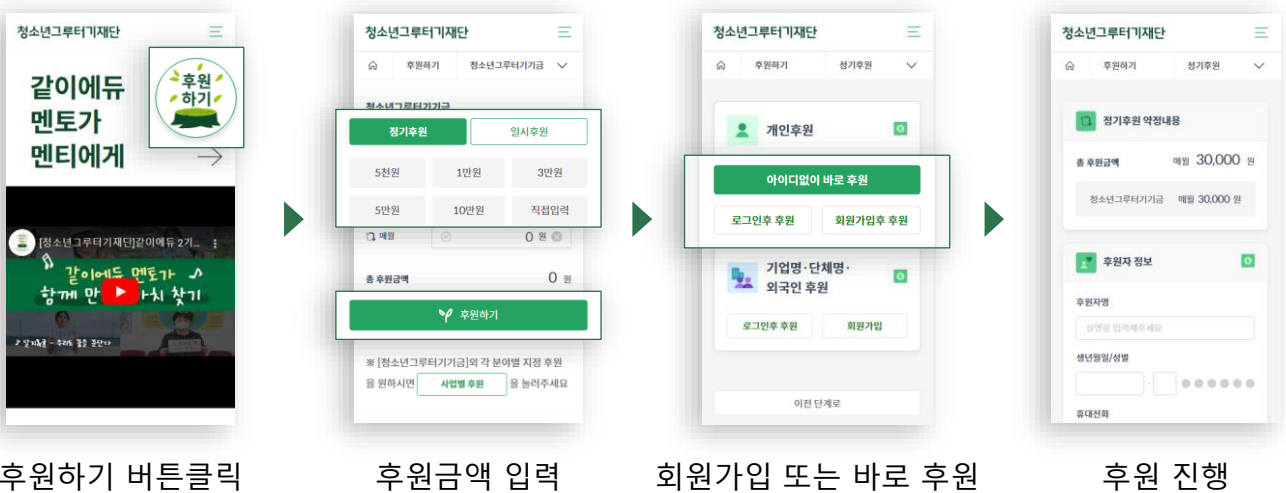 청소년그루터기재단
같이에듀
멘토가
멘티에게
후원
하기
[청소년그루터기재단]같이에듀 2기...
같이에듀 멘토가
함께 만
치 찾기
후원하기 버튼클릭
청소년그루터기재단
후원하기 청소년그루터기기금
청소년그루터기기금
정기후원 일시후원
5천원 1만원 3만원
5만원 10만원 직접입력
매월 0 원
총 후원금액 0 원
후원하기
※ [청소년그루터기기금]외 각 분야별 지정 후원
을 원하시면 사업별 후원 을 눌러주세요
후원금액 입력
청소년그루터기재단
후원하기 정기후원
개인후원
아이디없이 바로 후원
로그인후 후원 회원가입후 후원
기업명·단체명·
외국인 후원
로그인후 후원 회원가입
이전 단계로
회원가입 또는 바로 후원
청소년그루터기재단
후원하기 정기후원
정기후원 약정내용
총 후원금액 매월 30,000 원
청소년그루터기기금 매월 30,000 원
후원자 정보
후원자명
실명을 입력해주세요
생년월일/성별
-
휴대전화
후원 진행